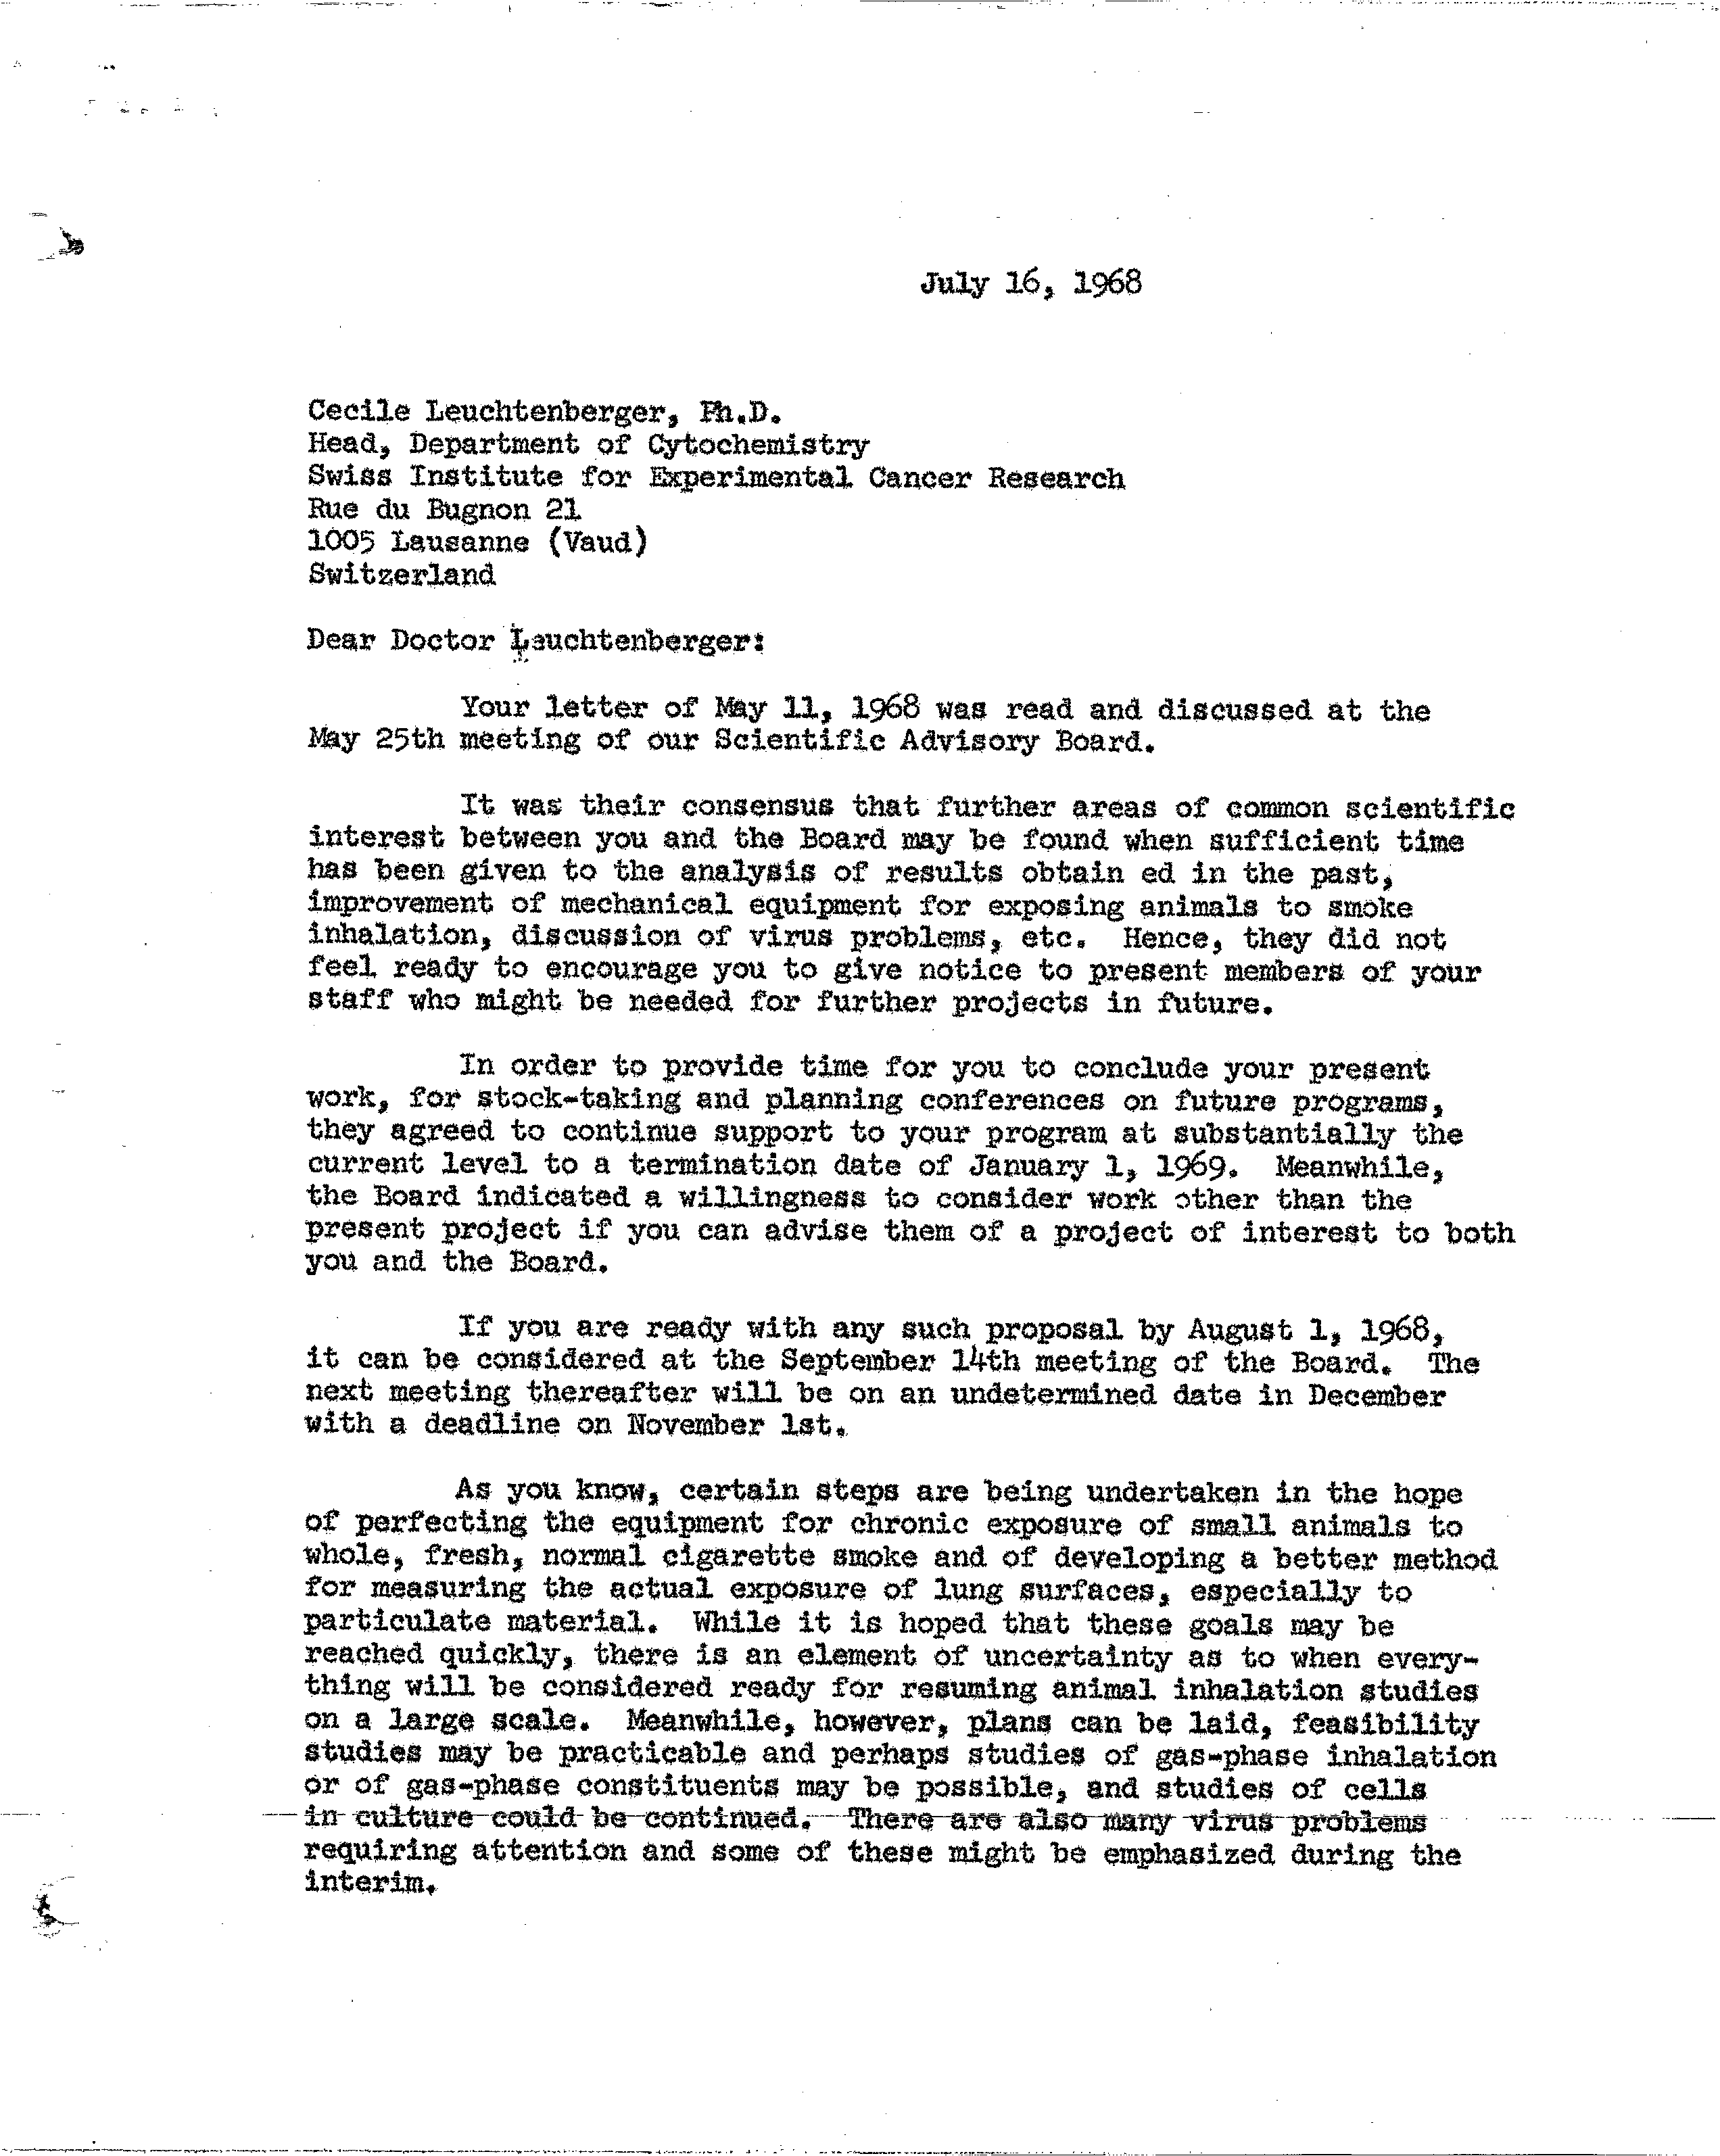 July 16, 1968
Cecile Leuchtenberger, Ph.D.
Head, Department of Cytochemistry
Swiss Institute for Experimental Cancer Research
Rue du Bugnon 21
1005 Lausanne (Vaud)
Switzerland
Dear Doctor Leuchtenberger:
Your letter of May 11, 1968 was read and discussed at the
May 25th meeting of our Scientific Advisory Board.
It was their consensus that further areas of common scientific
interest between you and the Board may be found when sufficient time
has been given to the analysis of results obtain ed in the past,
improvement of mechanical equipment for exposing animals to smoke
inhalation, discussion of virus problems, etc. Hence, they did not
feel ready to encourage you to give notice to present members of your
staff who might be needed for further projects in future.
In order to provide time for you to conclude your present
work, for stock-taking and planning conferences on future programs,
they agreed to continue support to your program at substantially the
current level to a termination date of January 1, 1969. Meanwhile,
the Board indicated a willingness to consider work other than the
present project if you can advise them of a project of interest to both
you and the Board.
If you are ready with any such proposal by August 1, 1968,
it can be considered at the September 14th meeting of the Board. The
next meeting thereafter will be on an undetermined date in December
with a deadline on November 1st.
As you know, certain steps are being undertaken in the hope
of perfecting the equipment for chronic exposure of small animals to
whole, fresh, normal cigarette smoke and of developing a better method
for measuring the actual exposure of lung surfaces, especially to
particulate material. While it is hoped that these goals may be
reached quickly, there is an element of uncertainty as to when every-
thing will be considered ready for resuming animal inhalation studies
on a large scale. Meanwhile, however, plans can be laid, feasibility
studies may be practicable and perhaps studies of gas-phase inhalation
or of gas-phase constituents may be possible, and studies of cells
in culture could be continued. There are also many virus problems
requiring attention and some of these might be emphasized during the
interim.